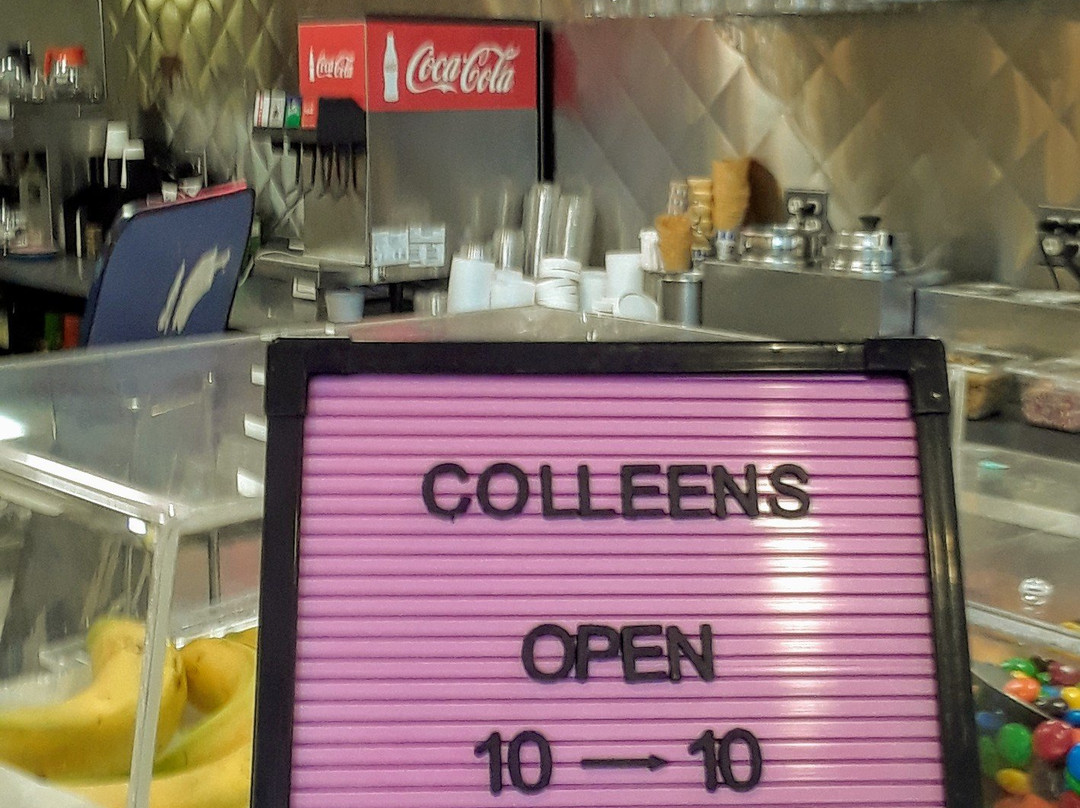 Coca-Cola
Coca-Cola
COLLEENS
OPEN
10 → 10